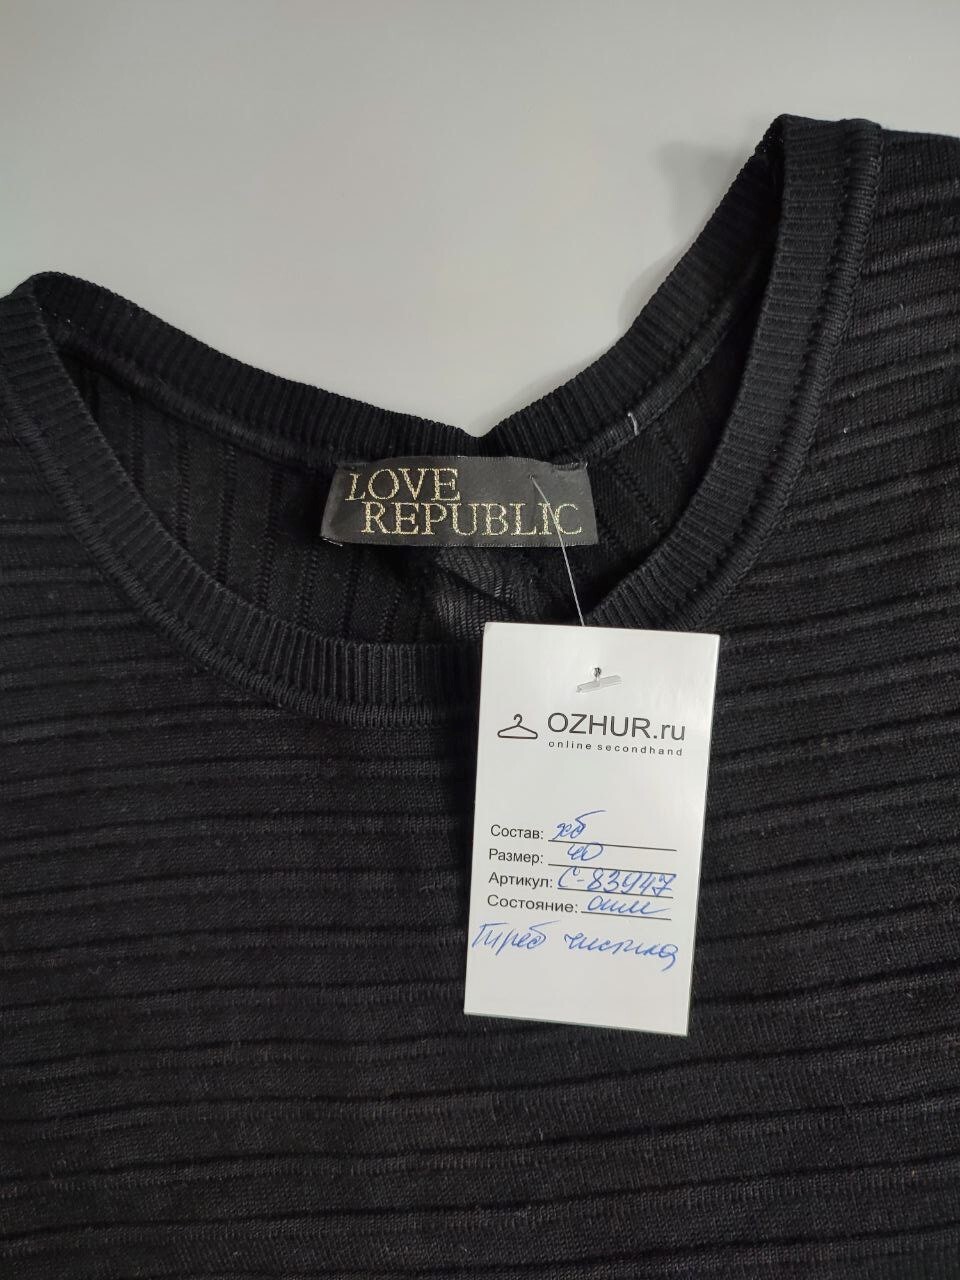 LOVE
REPUBLIC
OZHUR.ru
online secondhand
Состав: хб
Размер: 40
Артикул: С-83947
Состояние: отл
Треб чистка